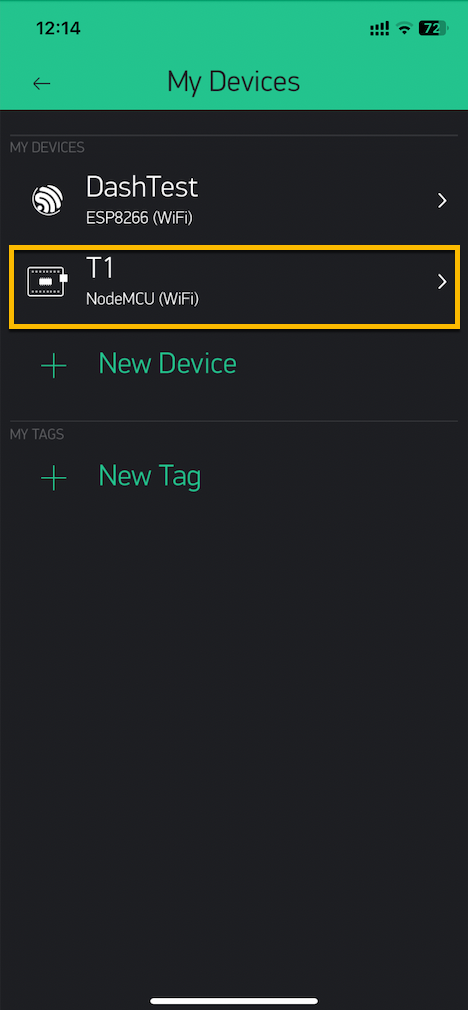 12:14
72
My Devices
MY DEVICES
DashTest
ESP8266 (WiFi)
T1
NodeMCU (WiFi)
New Device
MY TAGS
New Tag